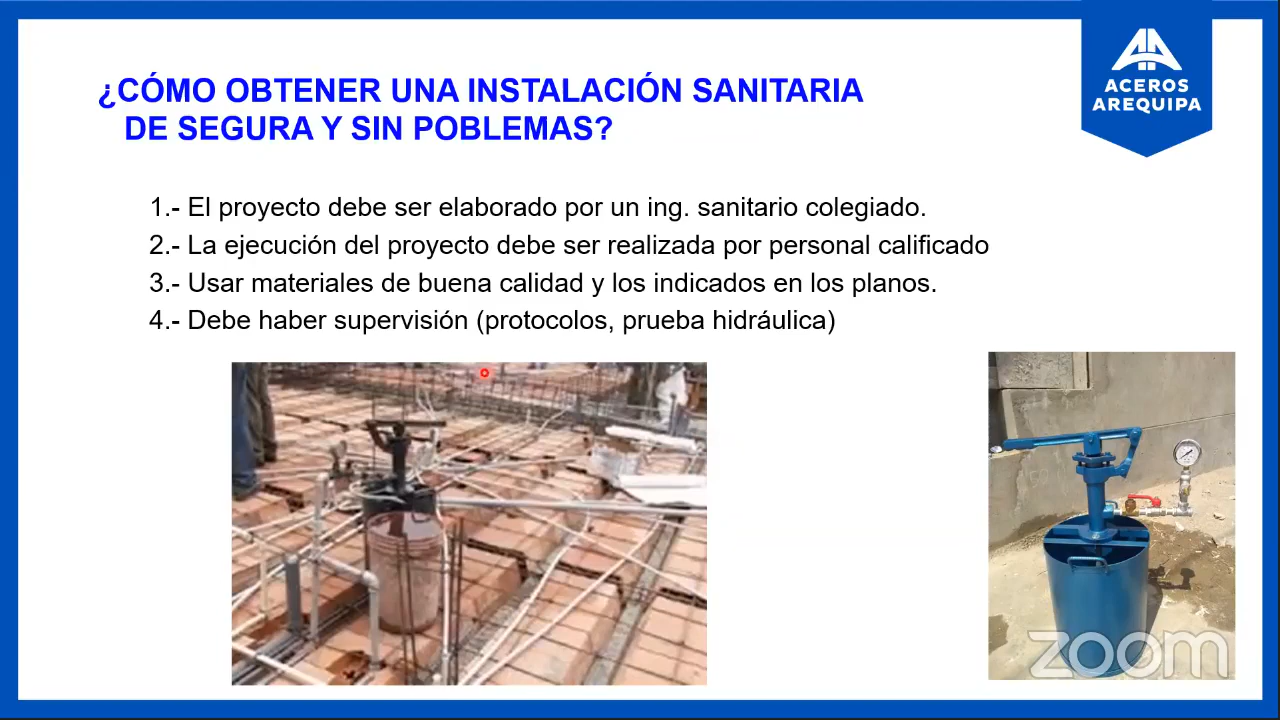 ¿CÓMO OBTENER UNA INSTALACIÓN SANITARIA
DE SEGURA Y SIN POBLEMAS?
ACEROS
AREQUIPA
1.- El proyecto debe ser elaborado por un ing. sanitario colegiado.
2.- La ejecución del proyecto debe ser realizada por personal calificado
3.- Usar materiales de buena calidad y los indicados en los planos.
4.- Debe haber supervisión (protocolos, prueba hidráulica)
zoom